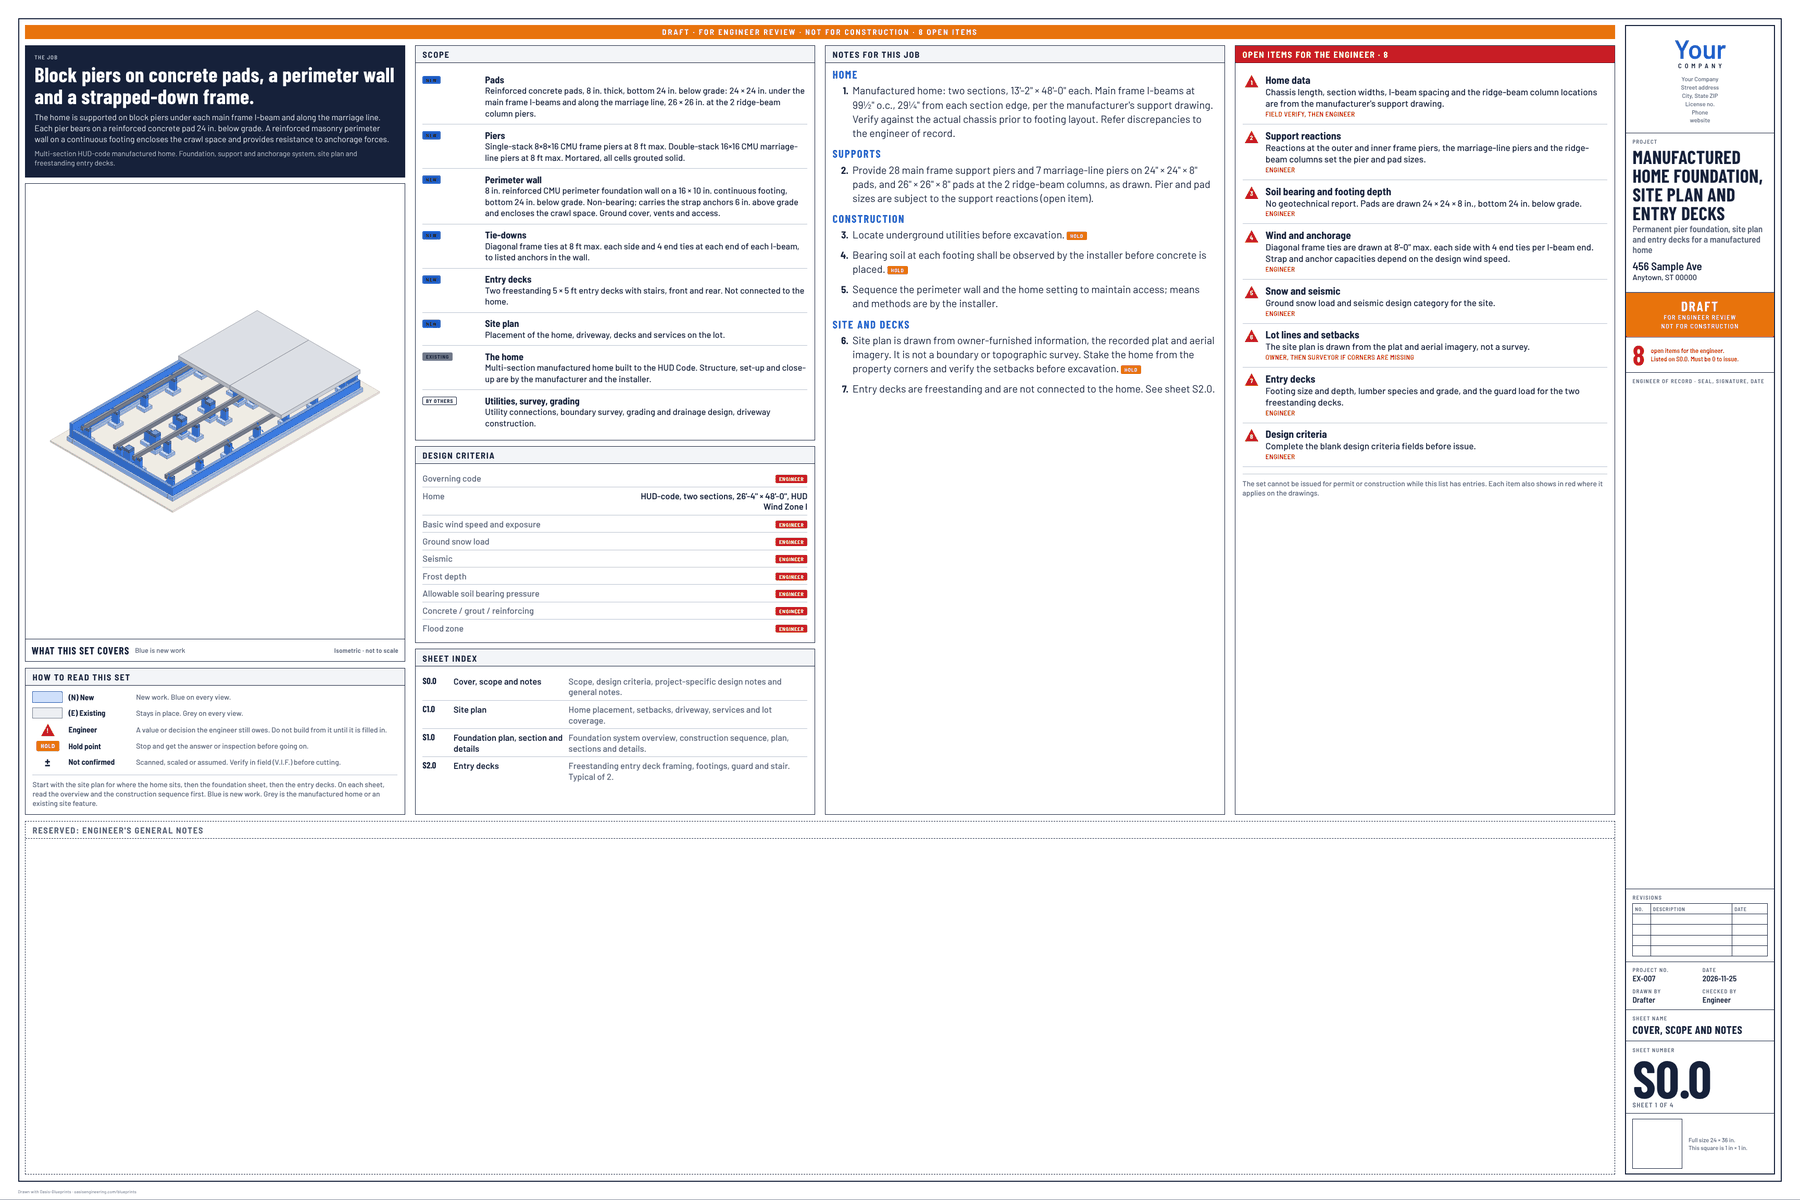 DRAFT · FOR ENGINEER REVIEW · NOT FOR CONSTRUCTION · 8 OPEN ITEMS
THE JOB
Block piers on concrete pads, a perimeter wall
and a strapped-down frame.
The home is supported on block piers under each main frame I-beam and along the marriage line.
Each pier bears on a reinforced concrete pad 24 in. below grade. A reinforced masonry perimeter
wall on a continuous footing encloses the crawl space and provides resistance to anchorage forces.
Multi-section HUD-code manufactured home. Foundation, support and anchorage system, site plan and
freestanding entry decks.
WHAT THIS SET COVERS Blue is new work Isometric · not to scale
HOW TO READ THIS SET
(N) New New work. Blue on every view.
(E) Existing Stays in place. Grey on every view.
! Engineer A value or decision the engineer still owes. Do not build from it until it is filled in.
HOLD Hold point Stop and get the answer or inspection before going on.
± Not confirmed Scanned, scaled or assumed. Verify in field (V.I.F.) before cutting.
Start with the site plan for where the home sits, then the foundation sheet, then the entry decks. On each sheet,
read the overview and the construction sequence first. Blue is new work. Grey is the manufactured home or an
existing site feature.
SCOPE
NEW Pads
Reinforced concrete pads, 8 in. thick, bottom 24 in. below grade: 24 × 24 in. under the
main frame I-beams and along the marriage line, 26 × 26 in. at the 2 ridge-beam
column piers.
NEW Piers
Single-stack 8×8×16 CMU frame piers at 8 ft max. Double-stack 16×16 CMU marriage-
line piers at 8 ft max. Mortared, all cells grouted solid.
NEW Perimeter wall
8 in. reinforced CMU perimeter foundation wall on a 16 × 10 in. continuous footing,
bottom 24 in. below grade. Non-bearing; carries the strap anchors 6 in. above grade
and encloses the crawl space. Ground cover, vents and access.
NEW Tie-downs
Diagonal frame ties at 8 ft max. each side and 4 end ties at each end of each I-beam,
to listed anchors in the wall.
NEW Entry decks
Two freestanding 5 × 5 ft entry decks with stairs, front and rear. Not connected to the
home.
NEW Site plan
Placement of the home, driveway, decks and services on the lot.
EXISTING The home
Multi-section manufactured home built to the HUD Code. Structure, set-up and close-
up are by the manufacturer and the installer.
BY OTHERS Utilities, survey, grading
Utility connections, boundary survey, grading and drainage design, driveway
construction.
DESIGN CRITERIA
Governing code ENGINEER
Home HUD-code, two sections, 26'-4" × 48'-0", HUD
Wind Zone I
Basic wind speed and exposure ENGINEER
Ground snow load ENGINEER
Seismic ENGINEER
Frost depth ENGINEER
Allowable soil bearing pressure ENGINEER
Concrete / grout / reinforcing ENGINEER
Flood zone ENGINEER
SHEET INDEX
S0.0 Cover, scope and notes Scope, design criteria, project-specific design notes and
general notes.
C1.0 Site plan Home placement, setbacks, driveway, services and lot
coverage.
S1.0 Foundation plan, section and Foundation system overview, construction sequence, plan,
details sections and details.
S2.0 Entry decks Freestanding entry deck framing, footings, guard and stair.
Typical of 2.
NOTES FOR THIS JOB
HOME
1. Manufactured home: two sections, 13'-2" × 48'-0" each. Main frame I-beams at
99½" o.c., 29¼" from each section edge, per the manufacturer's support drawing.
Verify against the actual chassis prior to footing layout. Refer discrepancies to
the engineer of record.
SUPPORTS
2. Provide 28 main frame support piers and 7 marriage-line piers on 24" × 24" × 8"
pads, and 26" × 26" × 8" pads at the 2 ridge-beam columns, as drawn. Pier and pad
sizes are subject to the support reactions (open item).
CONSTRUCTION
3. Locate underground utilities before excavation. HOLD
4. Bearing soil at each footing shall be observed by the installer before concrete is
placed. HOLD
5. Sequence the perimeter wall and the home setting to maintain access; means
and methods are by the installer.
SITE AND DECKS
6. Site plan is drawn from owner-furnished information, the recorded plat and aerial
imagery. It is not a boundary or topographic survey. Stake the home from the
property corners and verify the setbacks before excavation. HOLD
7. Entry decks are freestanding and are not connected to the home. See sheet S2.0.
OPEN ITEMS FOR THE ENGINEER · 8
1 Home data
Chassis length, section widths, I-beam spacing and the ridge-beam column locations
are from the manufacturer's support drawing.
FIELD VERIFY, THEN ENGINEER
2 Support reactions
Reactions at the outer and inner frame piers, the marriage-line piers and the ridge-
beam columns set the pier and pad sizes.
ENGINEER
3 Soil bearing and footing depth
No geotechnical report. Pads are drawn 24 × 24 × 8 in., bottom 24 in. below grade.
ENGINEER
4 Wind and anchorage
Diagonal frame ties are drawn at 8'-0" max. each side with 4 end ties per I-beam end.
Strap and anchor capacities depend on the design wind speed.
ENGINEER
5 Snow and seismic
Ground snow load and seismic design category for the site.
ENGINEER
6 Lot lines and setbacks
The site plan is drawn from the plat and aerial imagery, not a survey.
OWNER, THEN SURVEYOR IF CORNERS ARE MISSING
7 Entry decks
Footing size and depth, lumber species and grade, and the guard load for the two
freestanding decks.
ENGINEER
8 Design criteria
Complete the blank design criteria fields before issue.
ENGINEER
The set cannot be issued for permit or construction while this list has entries. Each item also shows in red where it
applies on the drawings.
RESERVED: ENGINEER'S GENERAL NOTES
Your
COMPANY
Your Company
Street address
City, State ZIP
License no.
Phone
website
PROJECT
MANUFACTURED
HOME FOUNDATION,
SITE PLAN AND
ENTRY DECKS
Permanent pier foundation, site plan
and entry decks for a manufactured
home
456 Sample Ave
Anytown, ST 00000
DRAFT
FOR ENGINEER REVIEW
NOT FOR CONSTRUCTION
8 open items for the engineer.
Listed on S0.0. Must be 0 to issue.
ENGINEER OF RECORD · SEAL, SIGNATURE, DATE
REVISIONS
NO. DESCRIPTION DATE
PROJECT NO. DATE
EX-007 2026-11-25
DRAWN BY CHECKED BY
Drafter Engineer
SHEET NAME
COVER, SCOPE AND NOTES
SHEET NUMBER
S0.0
SHEET 1 OF 4
Full size 24 × 36 in.
This square is 1 in × 1 in.